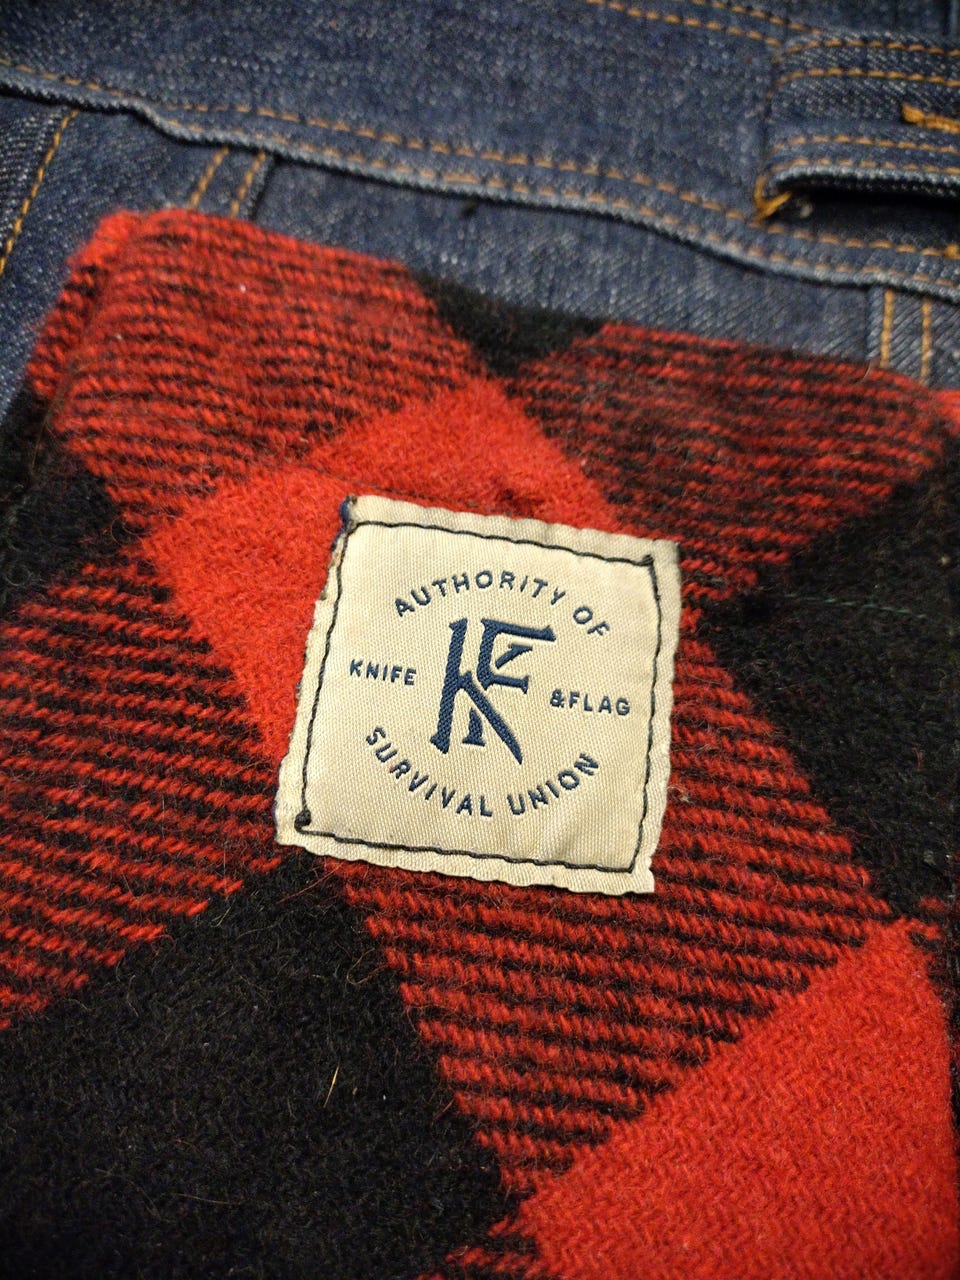 AUTHORITY OF
KNIFE
KF
&FLAG
SURVIVAL UNION